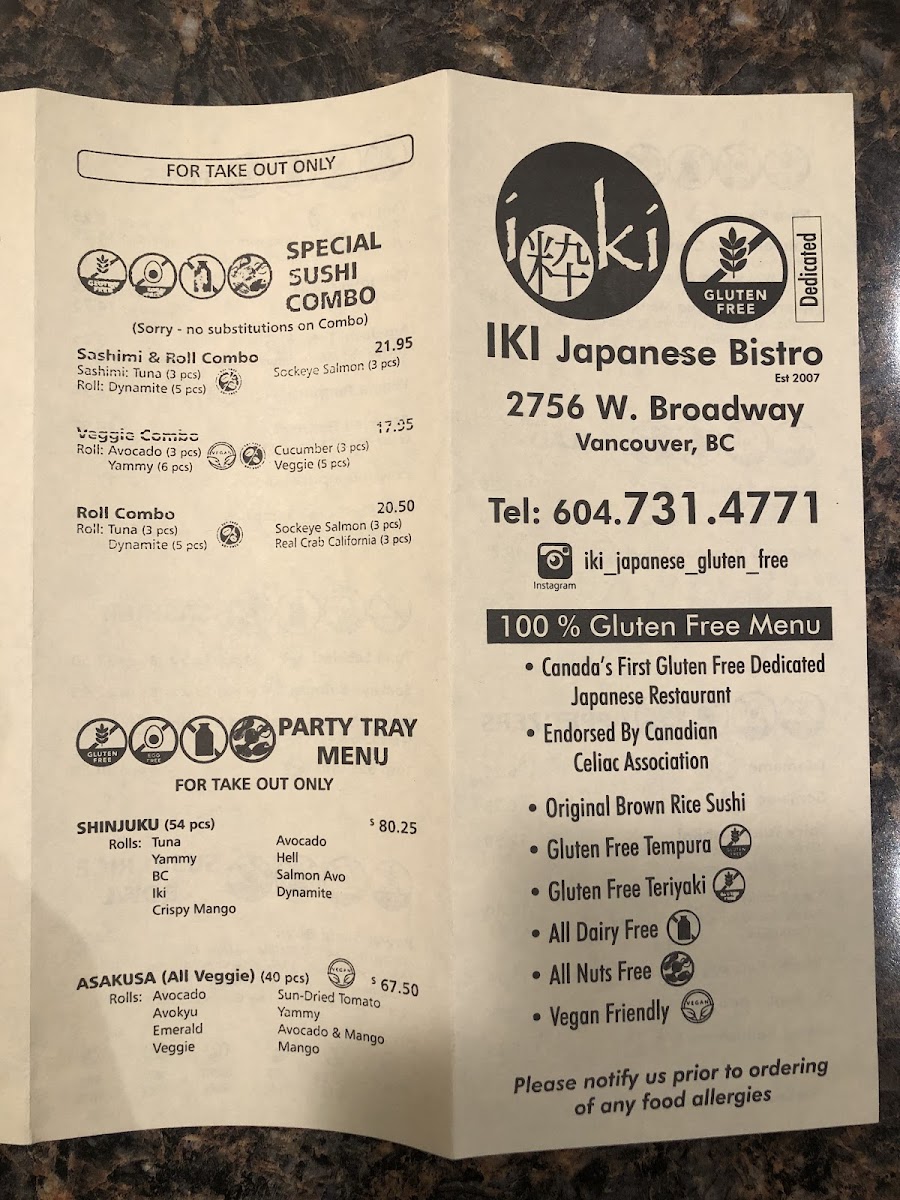 FOR TAKE OUT ONLY
SPECIAL
SUSHI
COMBO
(Sorry - no substitutions on Combo)
Sashimi & Roll Combo 21.95
Sashimi: Tuna (3 pcs) Sockeye Salmon (3 pcs)
Roll: Dynamite (5 pcs)
Veggie Combo 17.95
Roll: Avocado (3 pcs) VEGAN Cucumber (3 pcs)
Yammy (6 pcs) Veggie (5 pcs)
Roll Combo 20.50
Roll: Tuna (3 pcs) Sockeye Salmon (3 pcs)
Dynamite (5 pcs) Real Crab California (3 pcs)
GLUTEN
FREE
EGG
FREE
PARTY TRAY
MENU
FOR TAKE OUT ONLY
SHINJUKU (54 pcs) $ 80.25
Rolls: Tuna Avocado
Yammy Hell
BC Salmon Avo
Iki Dynamite
Crispy Mango
ASAKUSA (All Veggie) (40 pcs) VEGAN $ 67.50
Rolls: Avocado Sun-Dried Tomato
Avokyu Yammy
Emerald Avocado & Mango
Veggie Mango
iki
粋
GLUTEN
FREE
Dedicated
IKI Japanese Bistro
Est 2007
2756 W. Broadway
Vancouver, BC
Tel: 604.731.4771
Instagram
iki_japanese_gluten_free
100 % Gluten Free Menu
• Canada's First Gluten Free Dedicated
Japanese Restaurant
• Endorsed By Canadian
Celiac Association
• Original Brown Rice Sushi
• Gluten Free Tempura
• Gluten Free Teriyaki
• All Dairy Free
• All Nuts Free
• Vegan Friendly VEGAN
Please notify us prior to ordering
of any food allergies